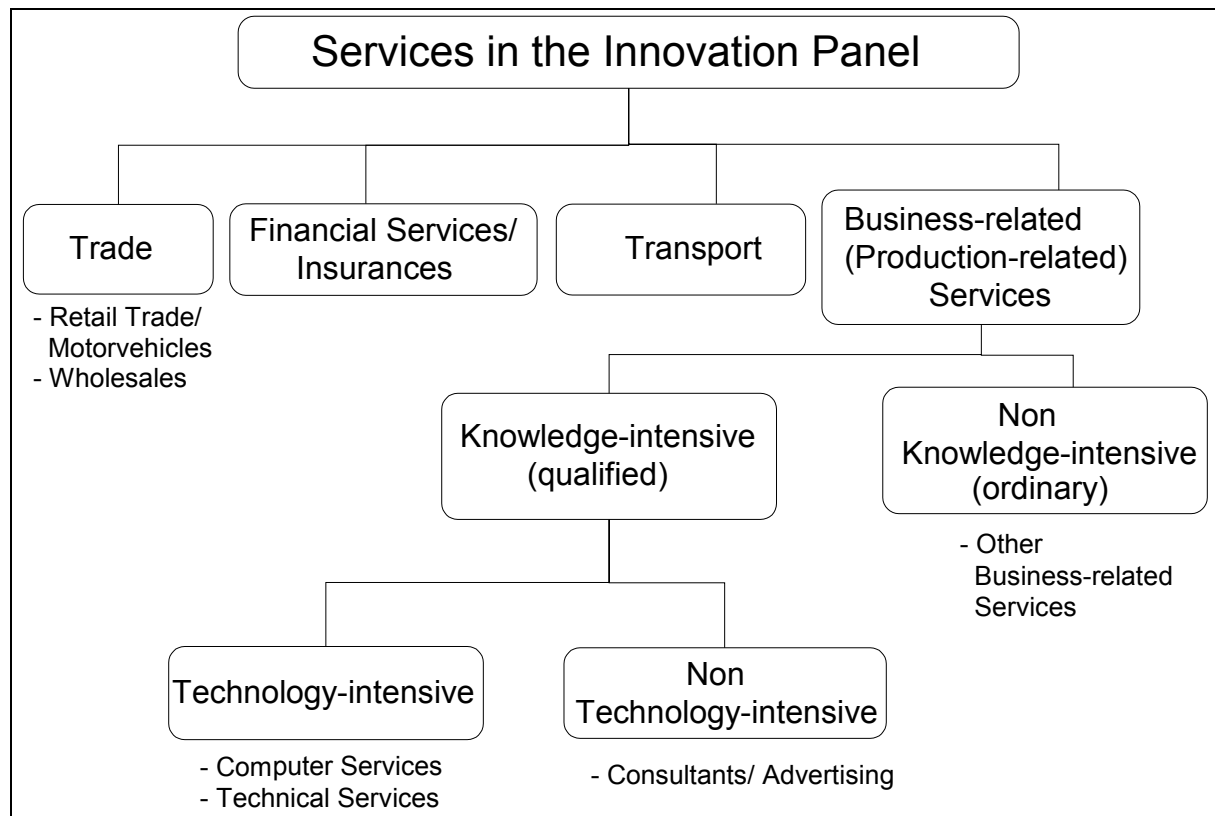 Services in the Innovation Panel
Trade
- Retail Trade/
Motorvehicles
- Wholesales
Financial Services/
Insurances
Transport
Business-related
(Production-related)
Services
Knowledge-intensive
(qualified)
Non
Knowledge-intensive
(ordinary)
- Other
Business-related
Services
Technology-intensive
- Computer Services
- Technical Services
Non
Technology-intensive
- Consultants/ Advertising